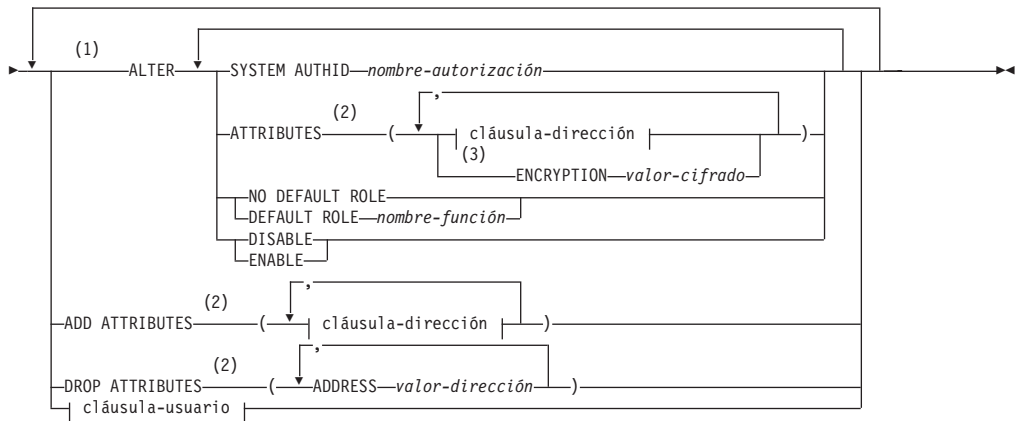 (1)
ALTER SYSTEM AUTHID nombre-autorización
,
(2)
ATTRIBUTES ( cláusula-dirección )
(3)
ENCRYPTION valor-cifrado
NO DEFAULT ROLE
DEFAULT ROLE nombre-función
DISABLE
ENABLE
,
(2)
ADD ATTRIBUTES ( cláusula-dirección )
,
(2)
DROP ATTRIBUTES ( ADDRESS valor-dirección )
cláusula-usuario